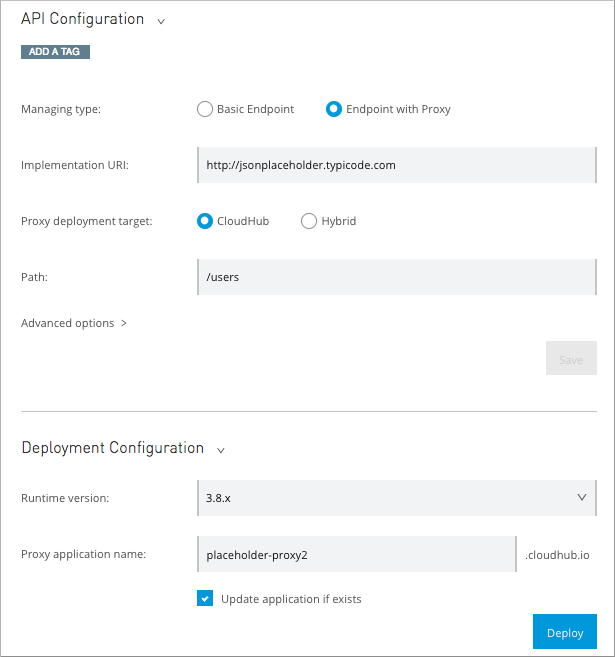 API Configuration
ADD A TAG
Managing type: Basic Endpoint Endpoint with Proxy
Implementation URI: http://jsonplaceholder.typicode.com
Proxy deployment target: CloudHub Hybrid
Path: /users
Advanced options >
Save
Deployment Configuration
Runtime version: 3.8.x
Proxy application name: placeholder-proxy2 .cloudhub.io
Update application if exists
Deploy